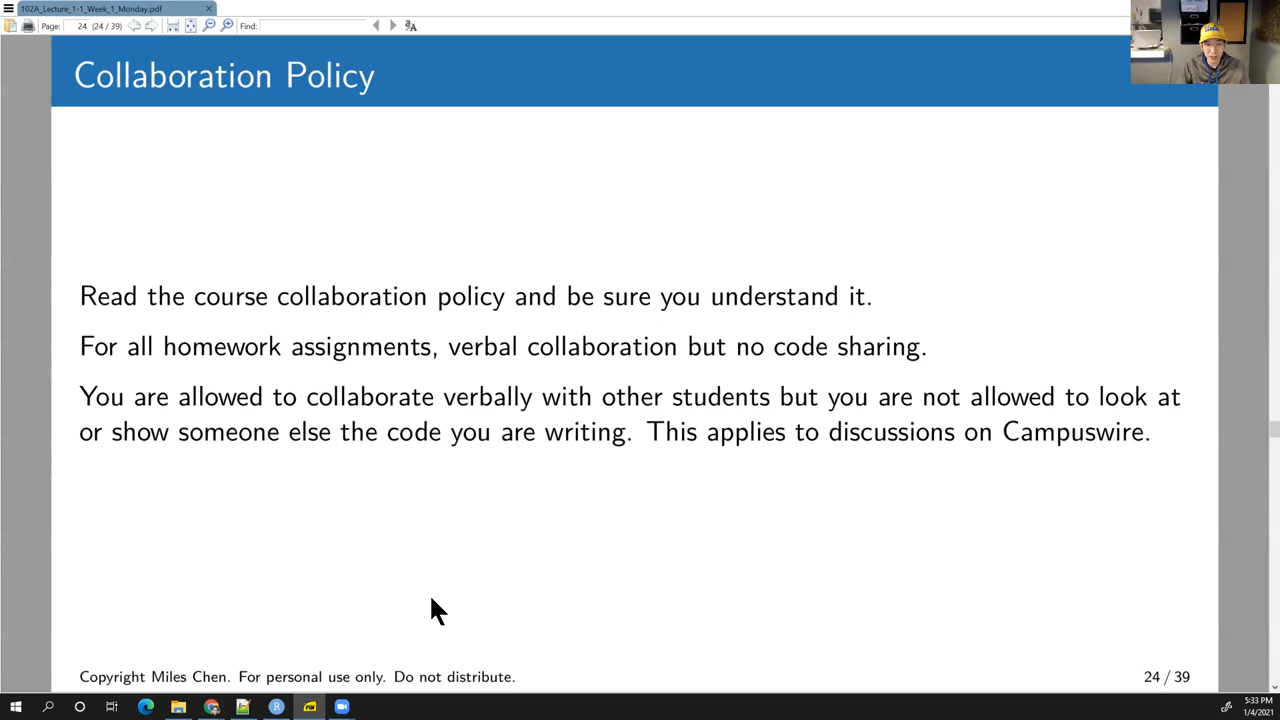 102A_Lecture_1-1_Week_1_Monday.pdf
Page: 24 (24 / 39) Find:
Collaboration Policy
Read the course collaboration policy and be sure you understand it.
For all homework assignments, verbal collaboration but no code sharing.
You are allowed to collaborate verbally with other students but you are not allowed to look at
or show someone else the code you are writing. This applies to discussions on Campuswire.
Copyright Miles Chen. For personal use only. Do not distribute.
24 / 39
5:33 PM
1/4/2021